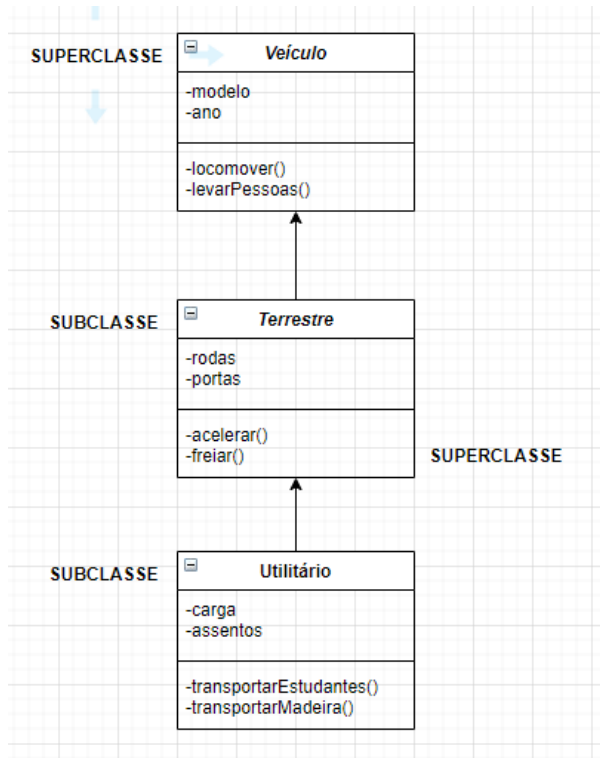 SUPERCLASSE
Veículo
-modelo
-ano
-locomover()
-levarPessoas()
SUBCLASSE
Terrestre
-rodas
-portas
-acelerar()
-freiar()
SUPERCLASSE
SUBCLASSE
Utilitário
-carga
-assentos
-transportarEstudantes()
-transportarMadeira()